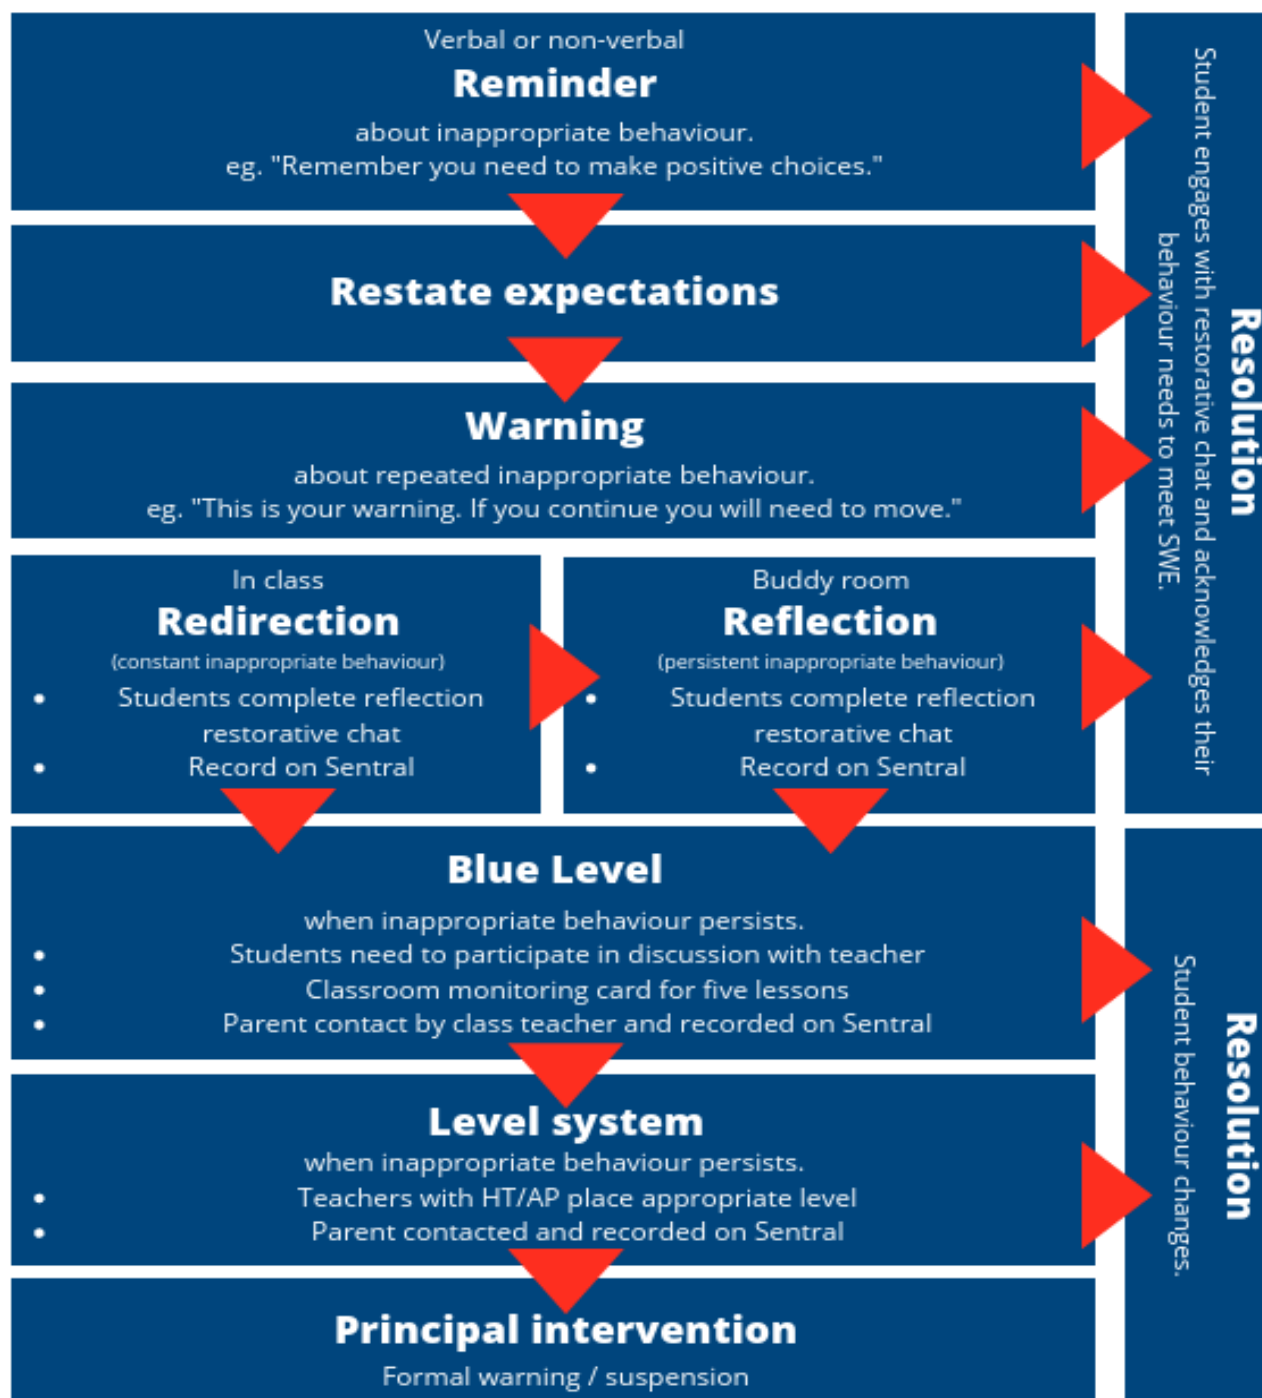 Verbal or non-verbal
Reminder
about inappropriate behaviour.
eg. "Remember you need to make positive choices."
Restate expectations
Warning
about repeated inappropriate behaviour.
eg. "This is your warning. If you continue you will need to move."
In class
Redirection
(constant inappropriate behaviour)
• Students complete reflection
restorative chat
• Record on Sentral
Buddy room
Reflection
(persistent inappropriate behaviour)
• Students complete reflection
restorative chat
• Record on Sentral
Resolution
Student engages with restorative chat and acknowledges their
behaviour needs to meet SWE.
Blue Level
when inappropriate behaviour persists.
• Students need to participate in discussion with teacher
• Classroom monitoring card for five lessons
• Parent contact by class teacher and recorded on Sentral
Level system
when inappropriate behaviour persists.
• Teachers with HT/AP place appropriate level
• Parent contacted and recorded on Sentral
Principal intervention
Formal warning / suspension
Resolution
Student behaviour changes.